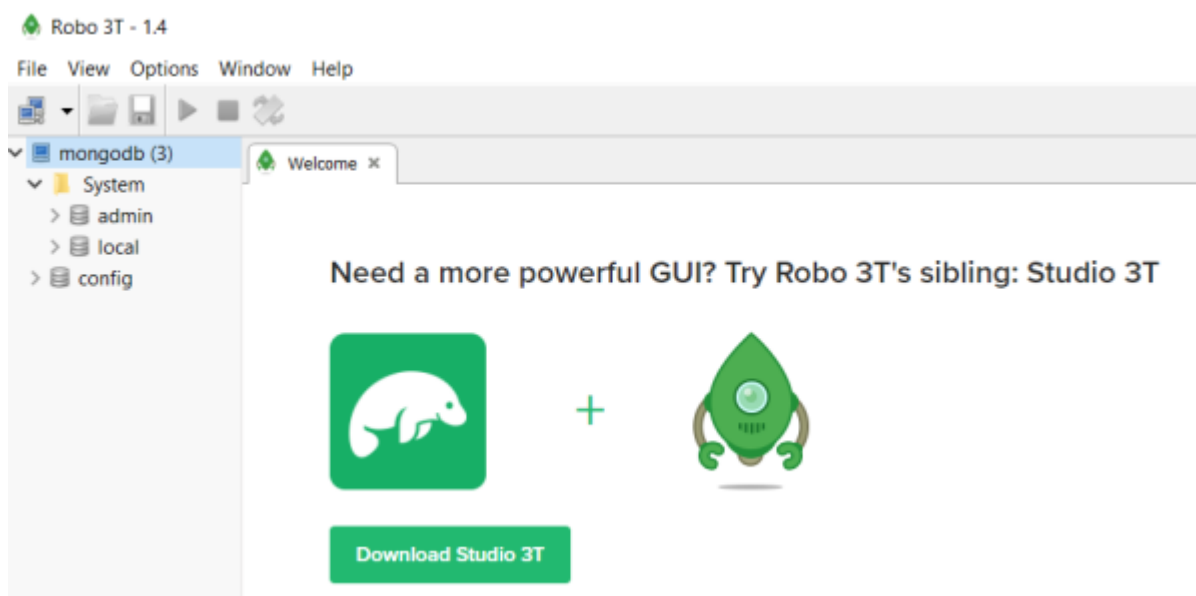 Robo 3T - 1.4
File View Options Window Help
mongodb (3)
System
admin
local
config
Welcome
Need a more powerful GUI? Try Robo 3T's sibling: Studio 3T
+
Download Studio 3T